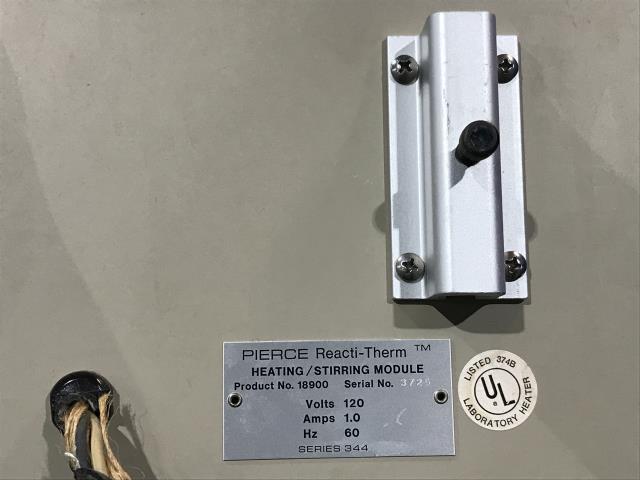 PIERCE Reacti-Therm ™
HEATING/STIRRING MODULE
Product No. 18900 Serial No. 3726
Volts 120
Amps 1.0
Hz 60
SERIES 344
LISTED 374B
UL
®
LABORATORY HEATER